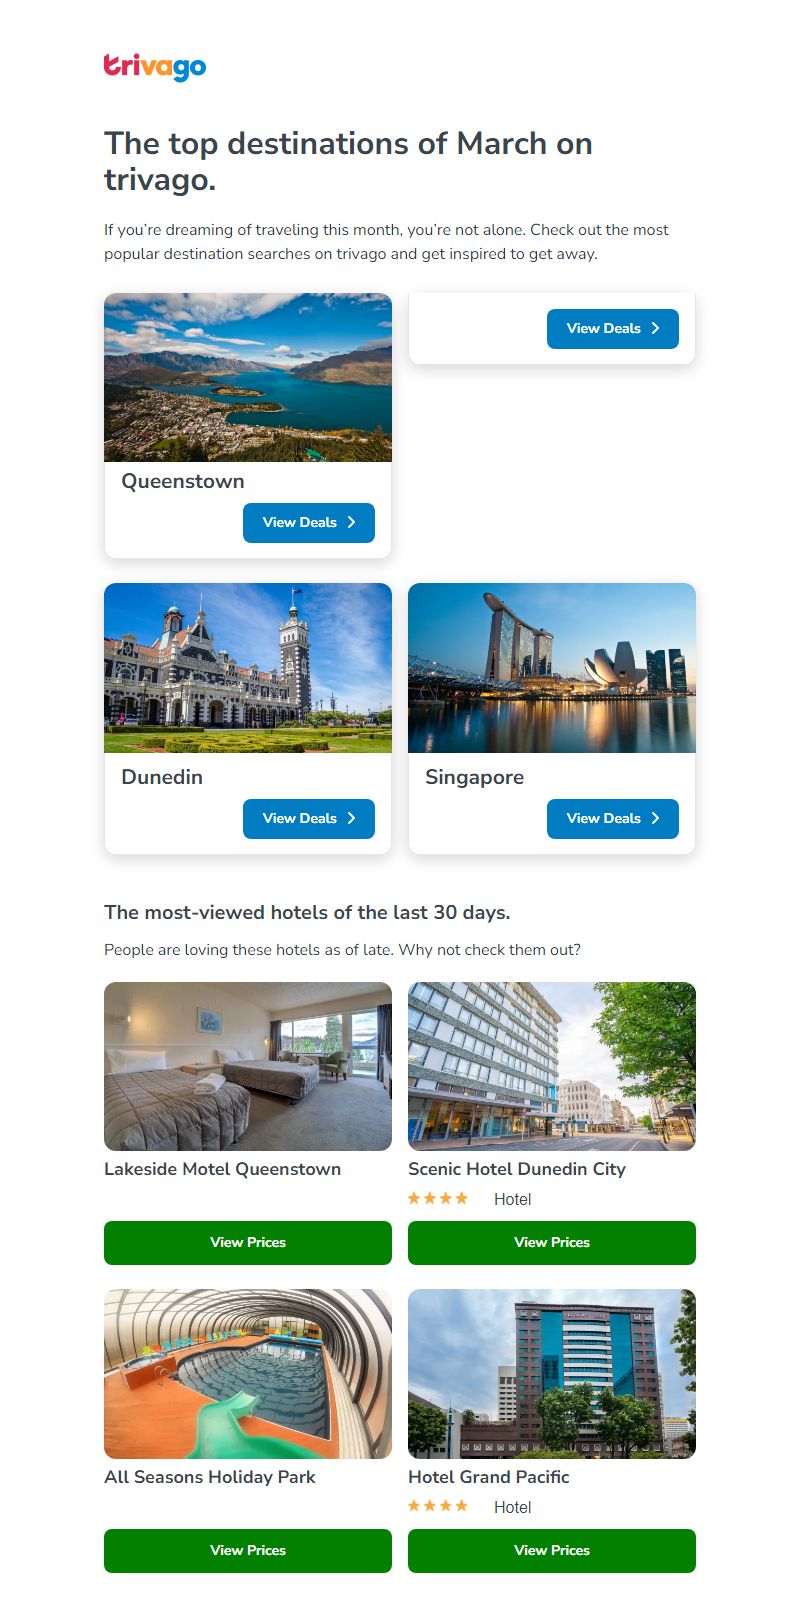 trivago
The top destinations of March on
trivago.
If you’re dreaming of traveling this month, you’re not alone. Check out the most
popular destination searches on trivago and get inspired to get away.
View Deals
Queenstown
View Deals
Dunedin
Singapore
View Deals
View Deals
The most-viewed hotels of the last 30 days.
People are loving these hotels as of late. Why not check them out?
Lakeside Motel Queenstown
Scenic Hotel Dunedin City
Hotel
View Prices
View Prices
All Seasons Holiday Park
Hotel Grand Pacific
Hotel
View Prices
View Prices